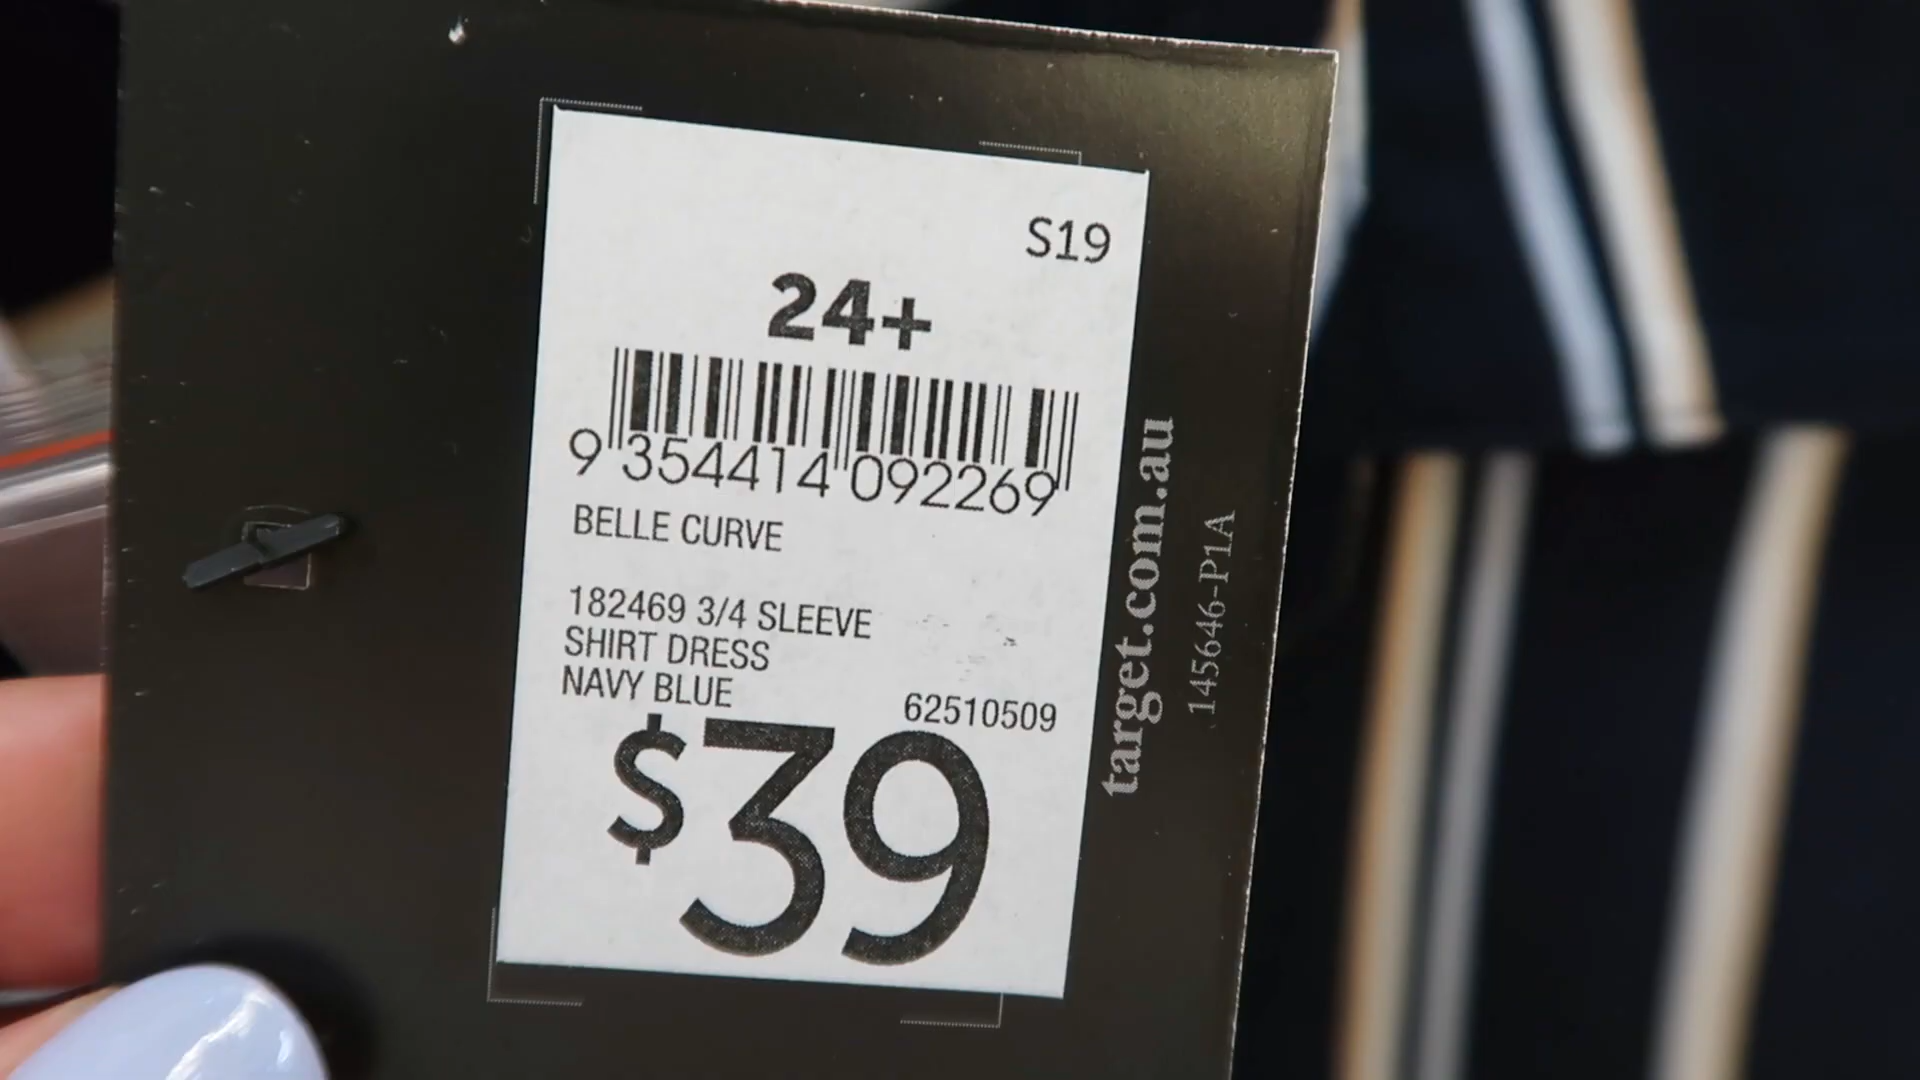 S19
24+
9 354414 092269
BELLE CURVE
182469 3/4 SLEEVE
SHIRT DRESS
NAVY BLUE
62510509
$39
target.com.au
145646-P1A